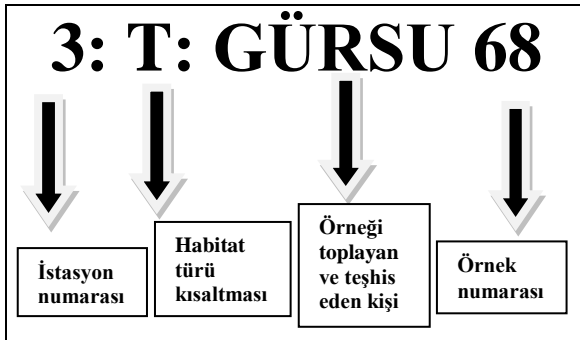 3: T: GÜRSU 68
İstasyon
numarası
Habitat
türü
kısaltması
Örneği
toplayan
ve teşhis
eden kişi
Örnek
numarası